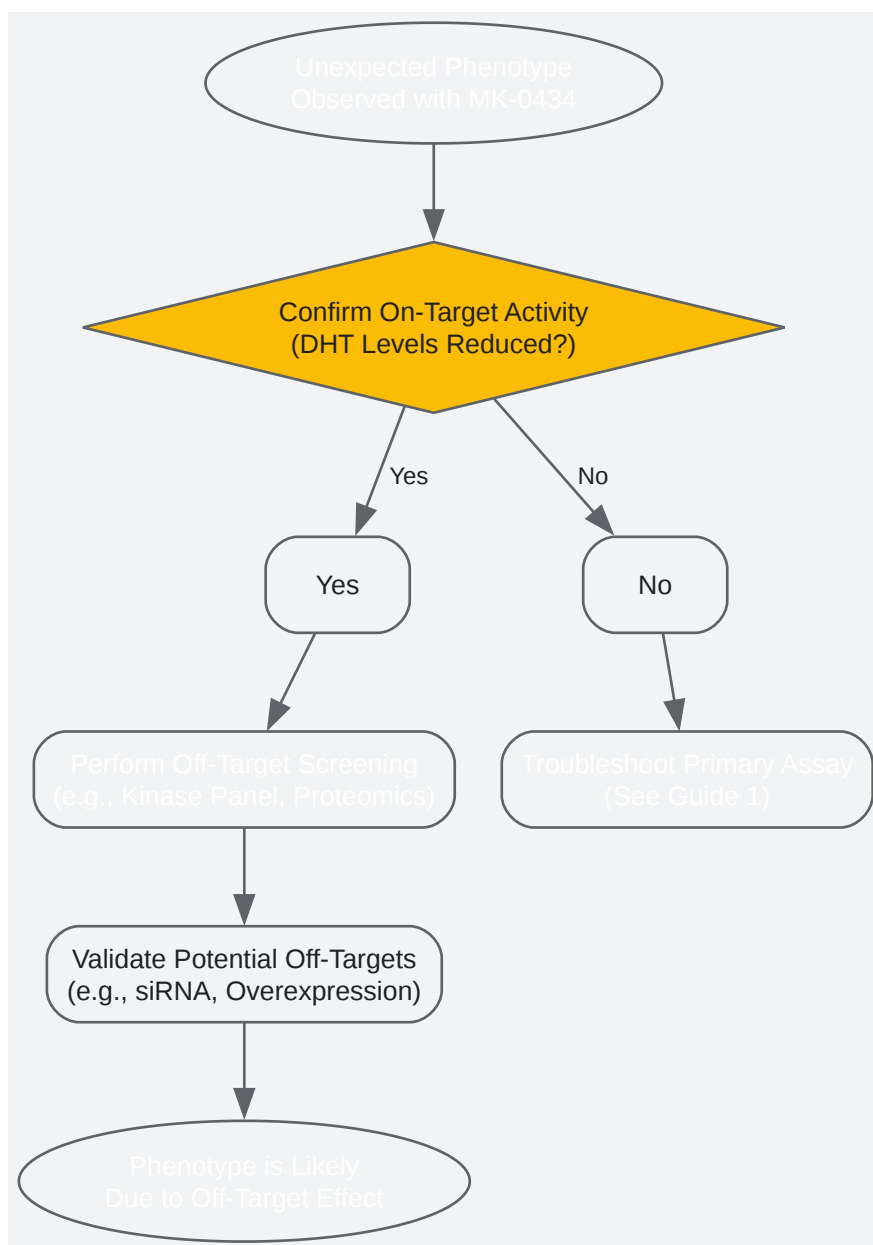 Unexpected Phenotype
Observed with MK-0434
Confirm On-Target Activity
(DHT Levels Reduced?)
Yes
No
Yes
No
Perform Off-Target Screening
(e.g., Kinase Panel, Proteomics)
Troubleshoot Primary Assay
(See Guide 1)
Validate Potential Off-Targets
(e.g., siRNA, Overexpression)
Phenotype is Likely
Due to Off-Target Effect